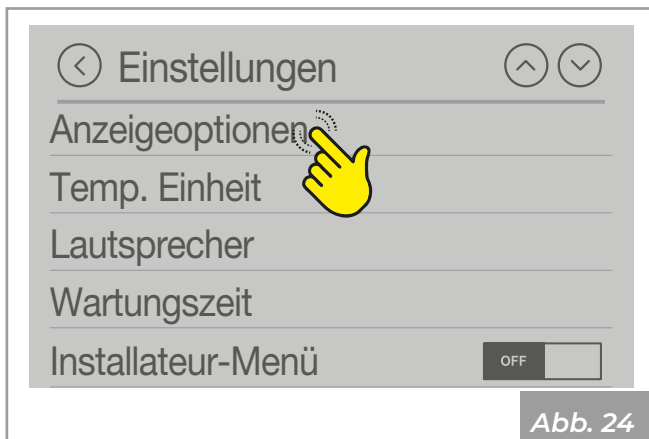 Einstellungen
Anzeigeoptionen
Temp. Einheit
Lautsprecher
Wartungszeit
Installateur-Menü OFF
Abb. 24